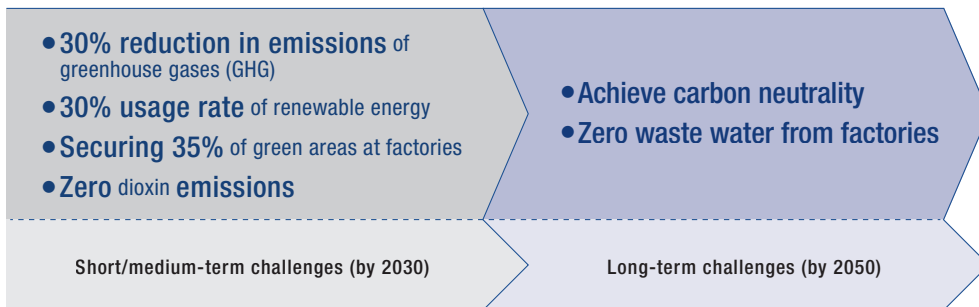 ●30% reduction in emissions of
greenhouse gases (GHG)
●30% usage rate of renewable energy
●Securing 35% of green areas at factories
●Zero dioxin emissions
●Achieve carbon neutrality
●Zero waste water from factories
Short/medium-term challenges (by 2030)
Long-term challenges (by 2050)